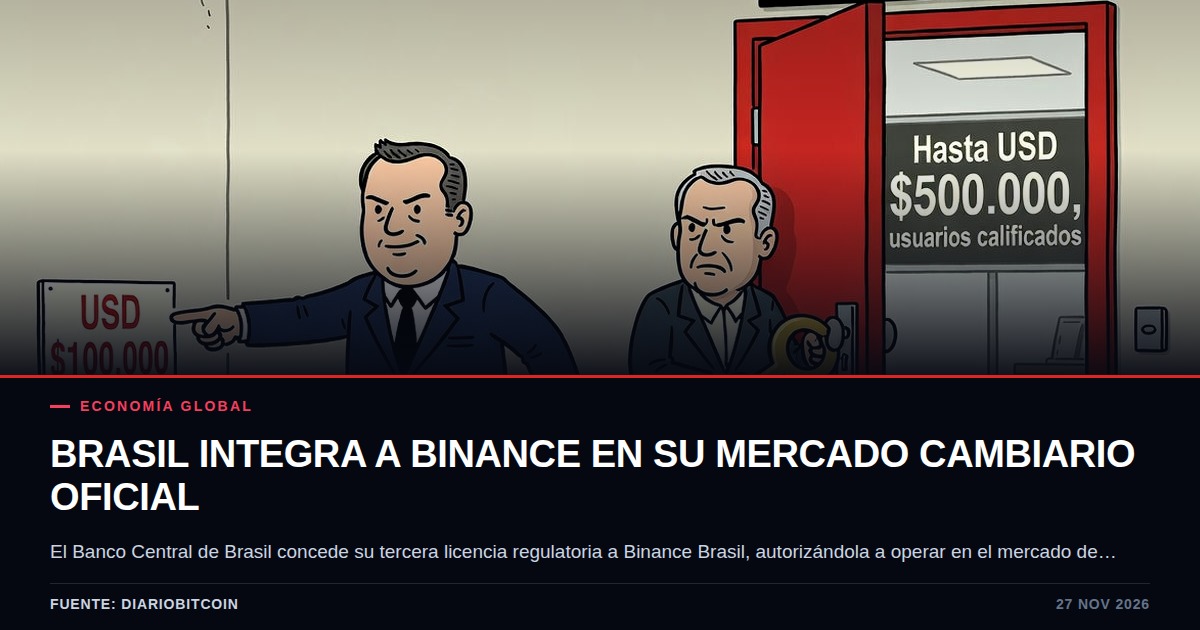 Hasta USD
$500.000,
usuarios calificados
USD
$100.000
ECONOMÍA GLOBAL
BRASIL INTEGRA A BINANCE EN SU MERCADO CAMBIARIO
OFICIAL
El Banco Central de Brasil concede su tercera licencia regulatoria a Binance Brasil, autorizándola a operar en el mercado de…
FUENTE: DIARIOBITCOIN
27 NOV 2026